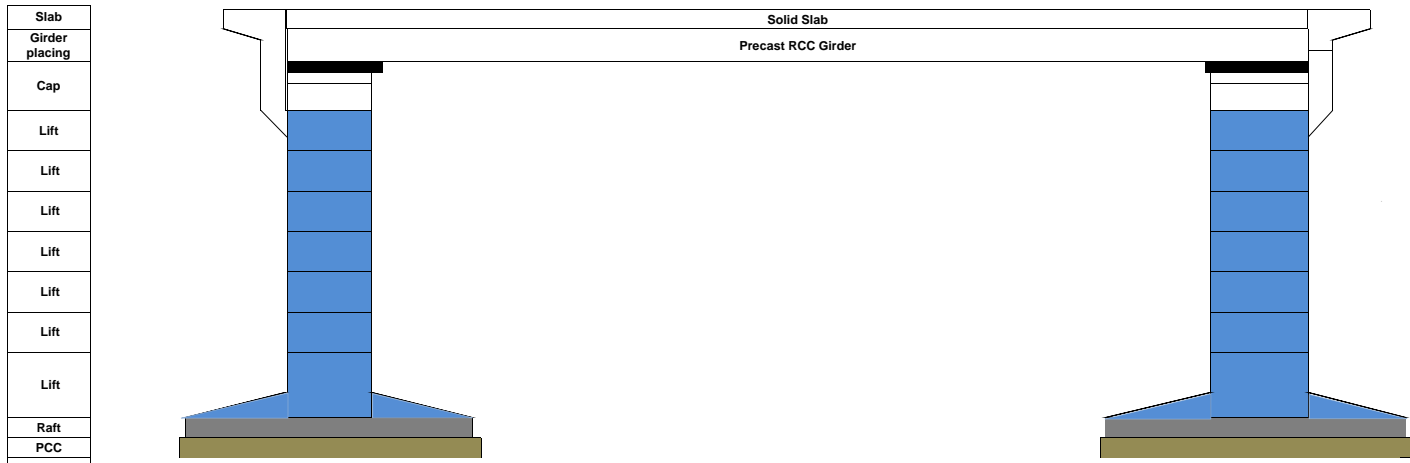 Slab
Solid Slab
Girder
placing
Precast RCC Girder
Cap
Lift
Lift
Lift
Lift
Lift
Lift
Lift
Raft
PCC